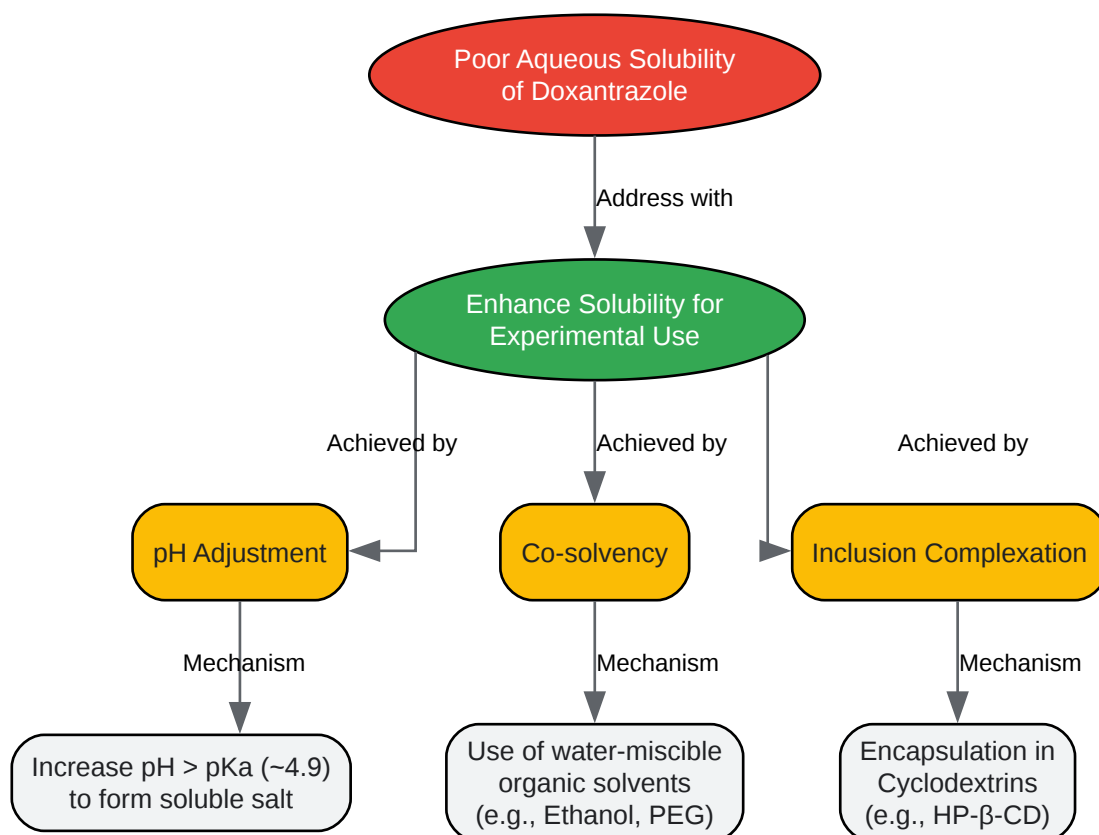 Poor Aqueous Solubility
of Doxantrazole
Address with
Enhance Solubility for
Experimental Use
Achieved by
Achieved by
Achieved by
pH Adjustment
Co-solvency
Inclusion Complexation
Mechanism
Mechanism
Mechanism
Increase pH > pKa (~4.9)
to form soluble salt
Use of water-miscible
organic solvents
(e.g., Ethanol, PEG)
Encapsulation in
Cyclodextrins
(e.g., HP-β-CD)